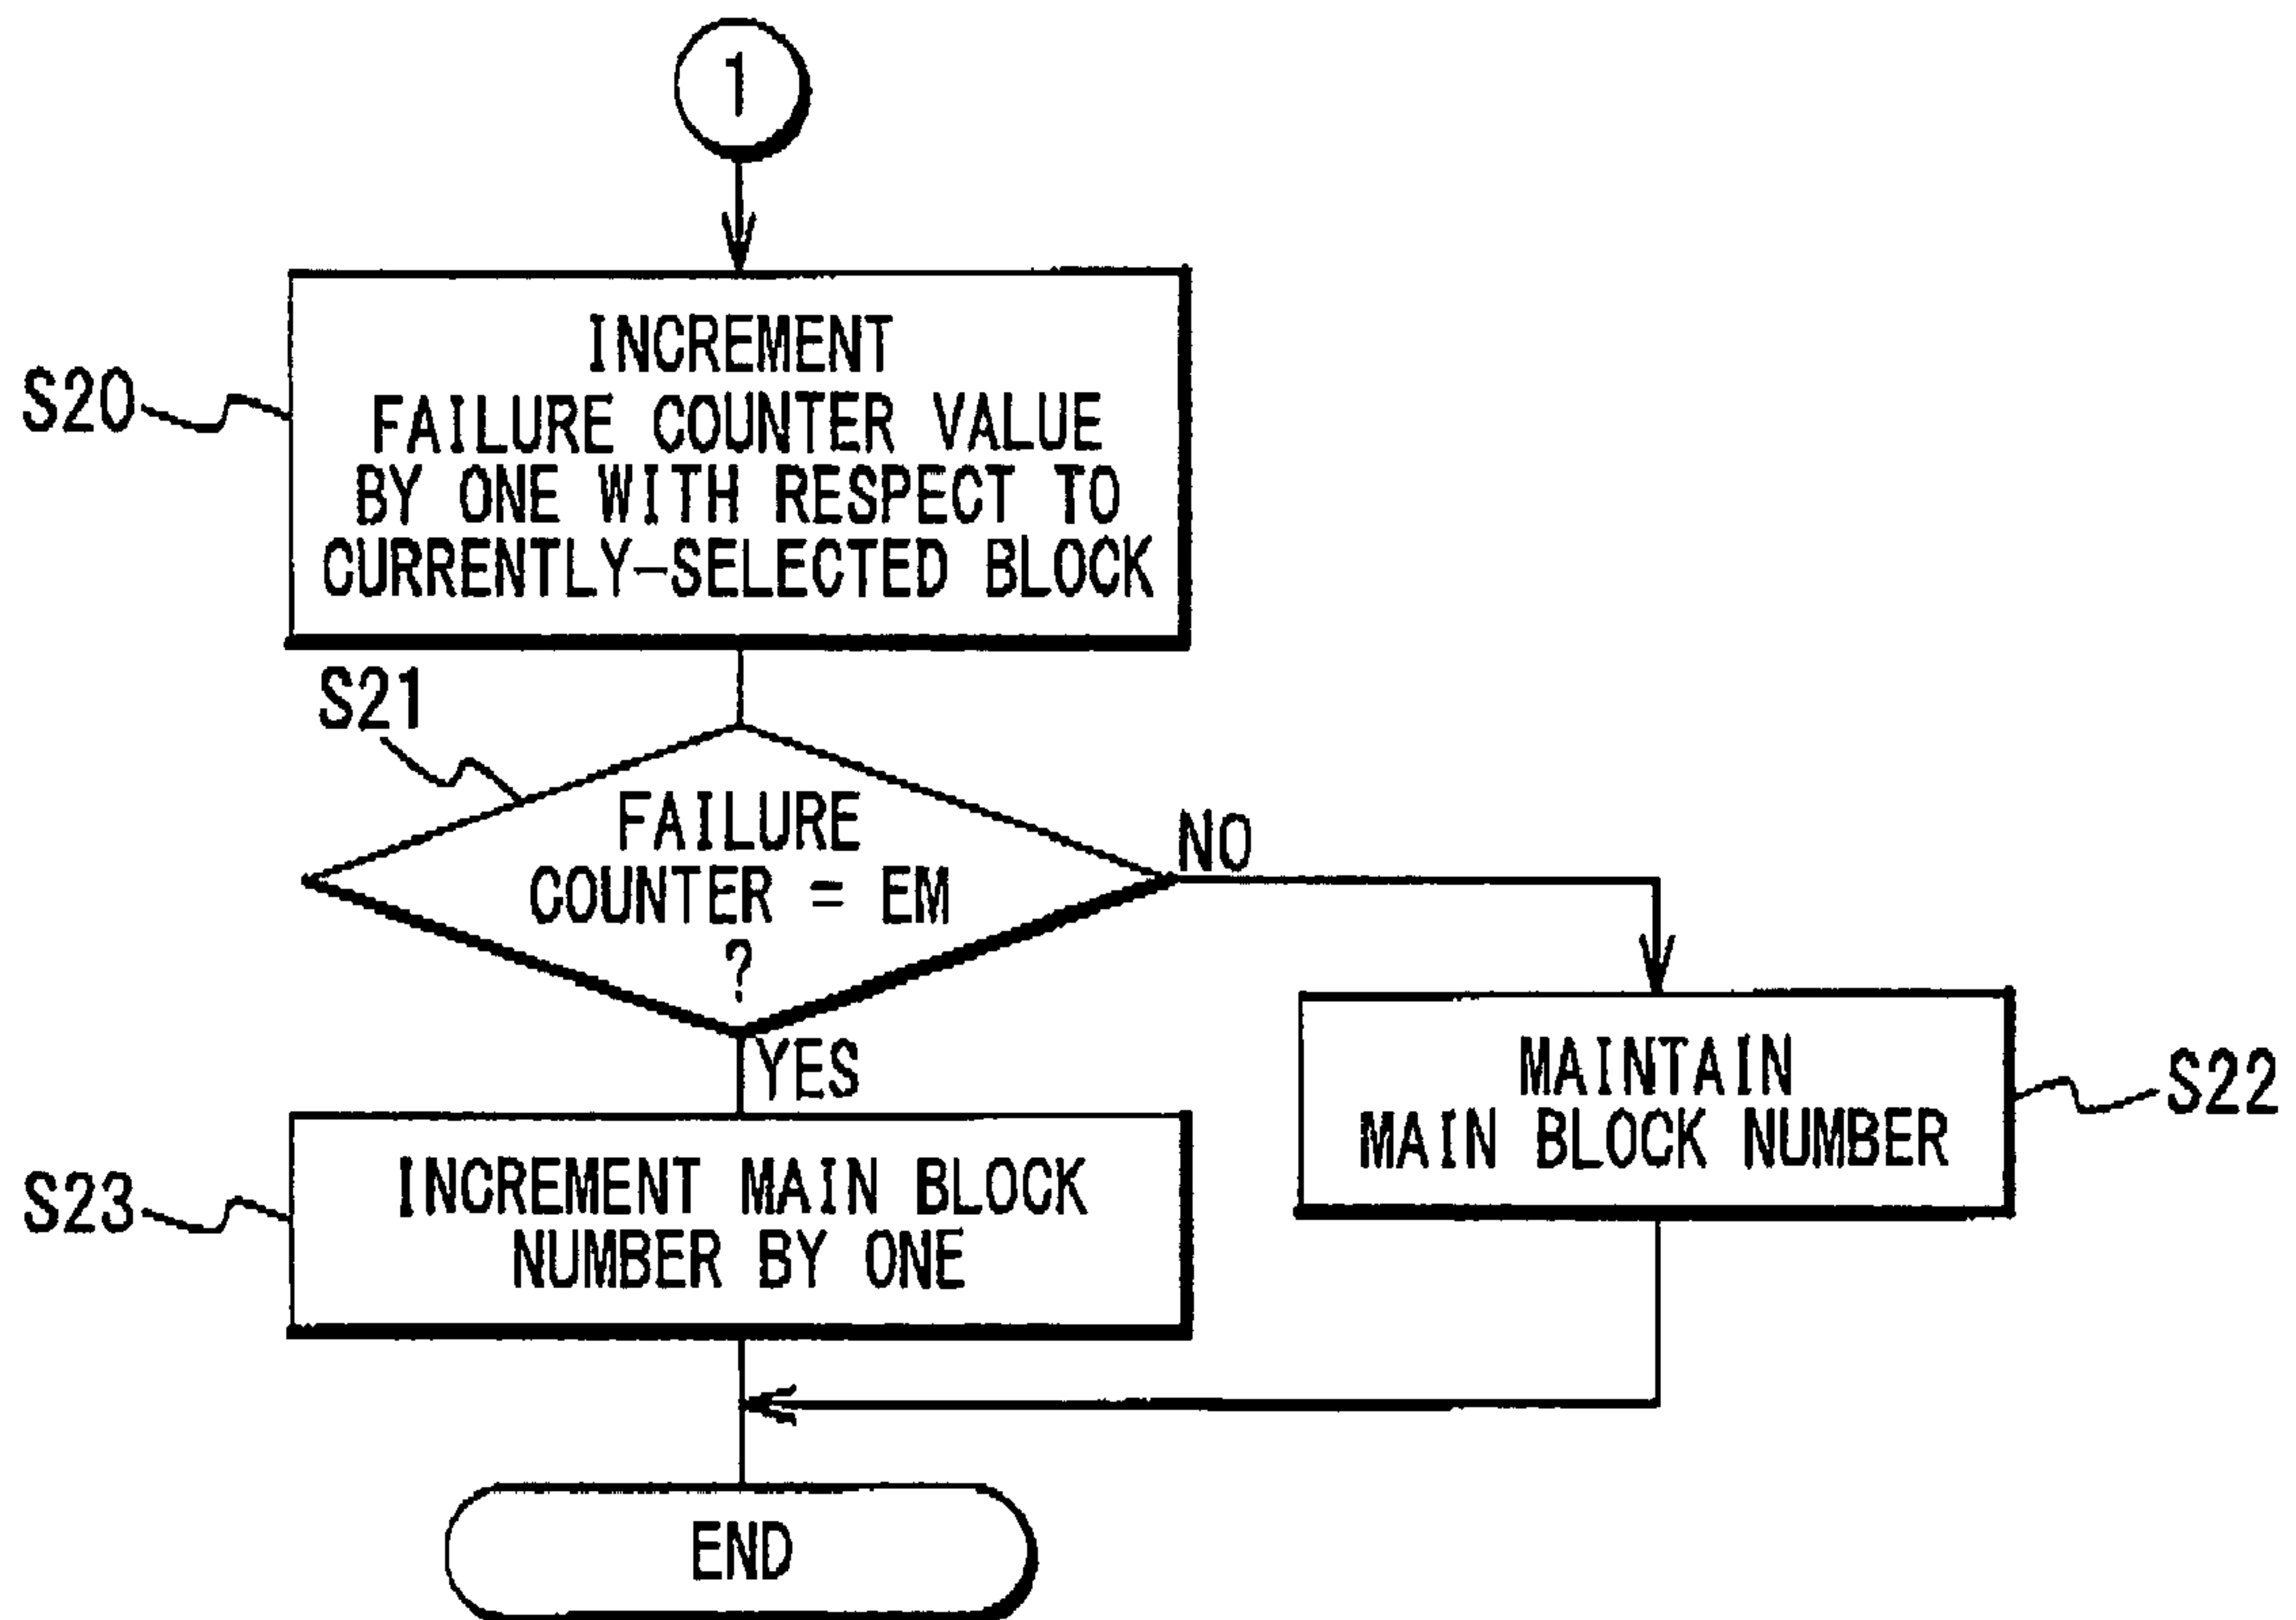 1
S20
INCREMENT
FAILURE COUNTER VALUE
BY ONE WITH RESPECT TO
CURRENTLY-SELECTED BLOCK
S21
FAILURE
COUNTER = EM
?
NO
YES
MAINTAIN
MAIN BLOCK NUMBER
S22
S23
INCREMENT MAIN BLOCK
NUMBER BY ONE
END